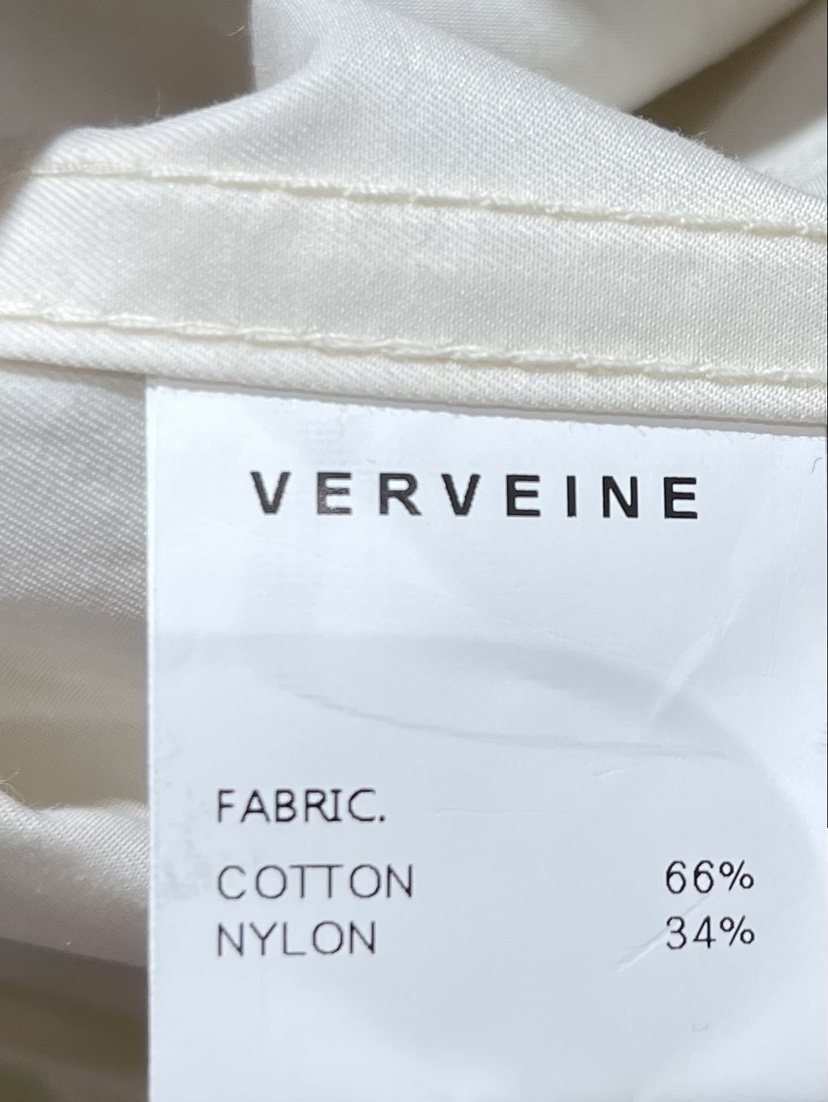 VERVEINE
FABRIC.
COTTON 66%
NYLON 34%